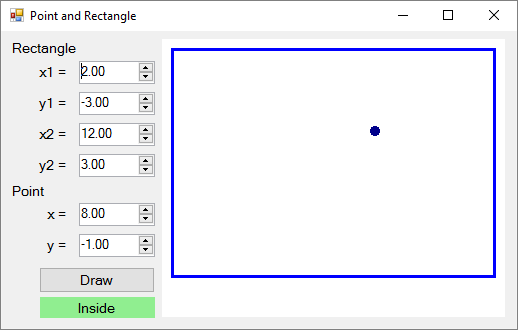 Point and Rectangle
Rectangle
x1 = 2.00
y1 = -3.00
x2 = 12.00
y2 = 3.00
Point
x = 8.00
y = -1.00
Draw
Inside